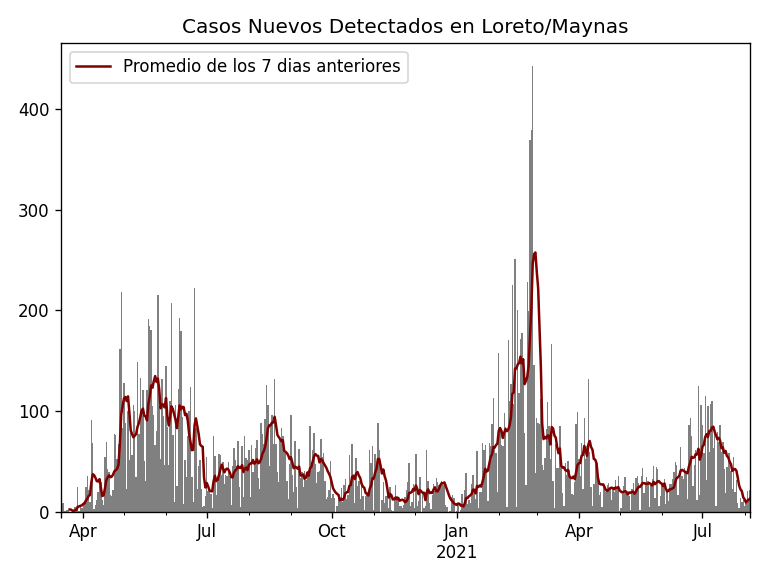 Casos Nuevos Detectados en Loreto/Maynas
Promedio de los 7 dias anteriores
400
300
200
100
0
Apr Jul Oct Jan Apr Jul
2021